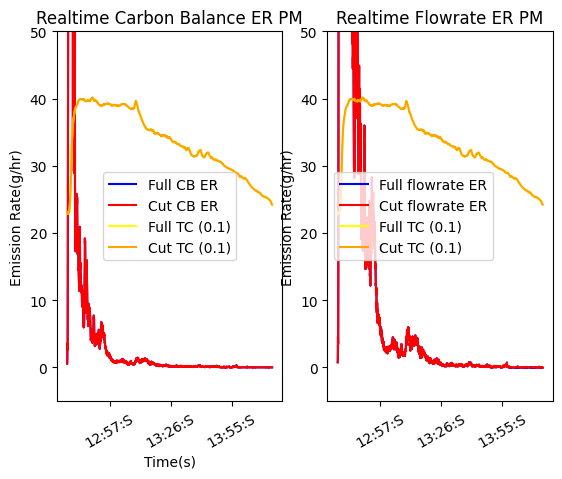 Realtime Carbon Balance ER PM
Realtime Flowrate ER PM
Emission Rate(g/hr)
50
40
30
20
10
0
Full CB ER
Cut CB ER
Full TC (0.1)
Cut TC (0.1)
12:57:S
13:26:S
13:55:S
Time(s)
Emission Rate(g/hr)
50
40
30
20
10
0
Full flowrate ER
Cut flowrate ER
Full TC (0.1)
Cut TC (0.1)
12:57:S
13:26:S
13:55:S